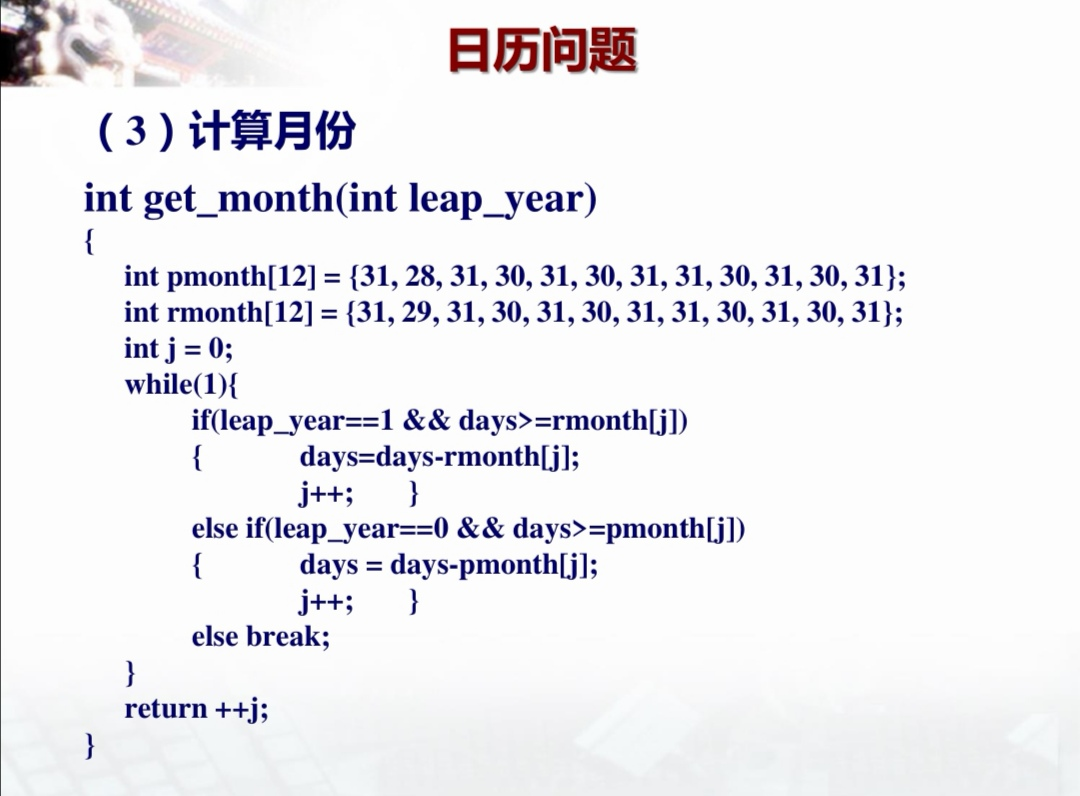 日历问题
（3）计算月份
int get_month(int leap_year)
{
int pmonth[12] = {31, 28, 31, 30, 31, 30, 31, 31, 30, 31, 30, 31};
int rmonth[12] = {31, 29, 31, 30, 31, 30, 31, 31, 30, 31, 30, 31};
int j = 0;
while(1){
if(leap_year==1 && days>=rmonth[j])
{ days=days-rmonth[j];
j++; }
else if(leap_year==0 && days>=pmonth[j])
{ days = days-pmonth[j];
j++; }
else break;
}
return ++j;
}